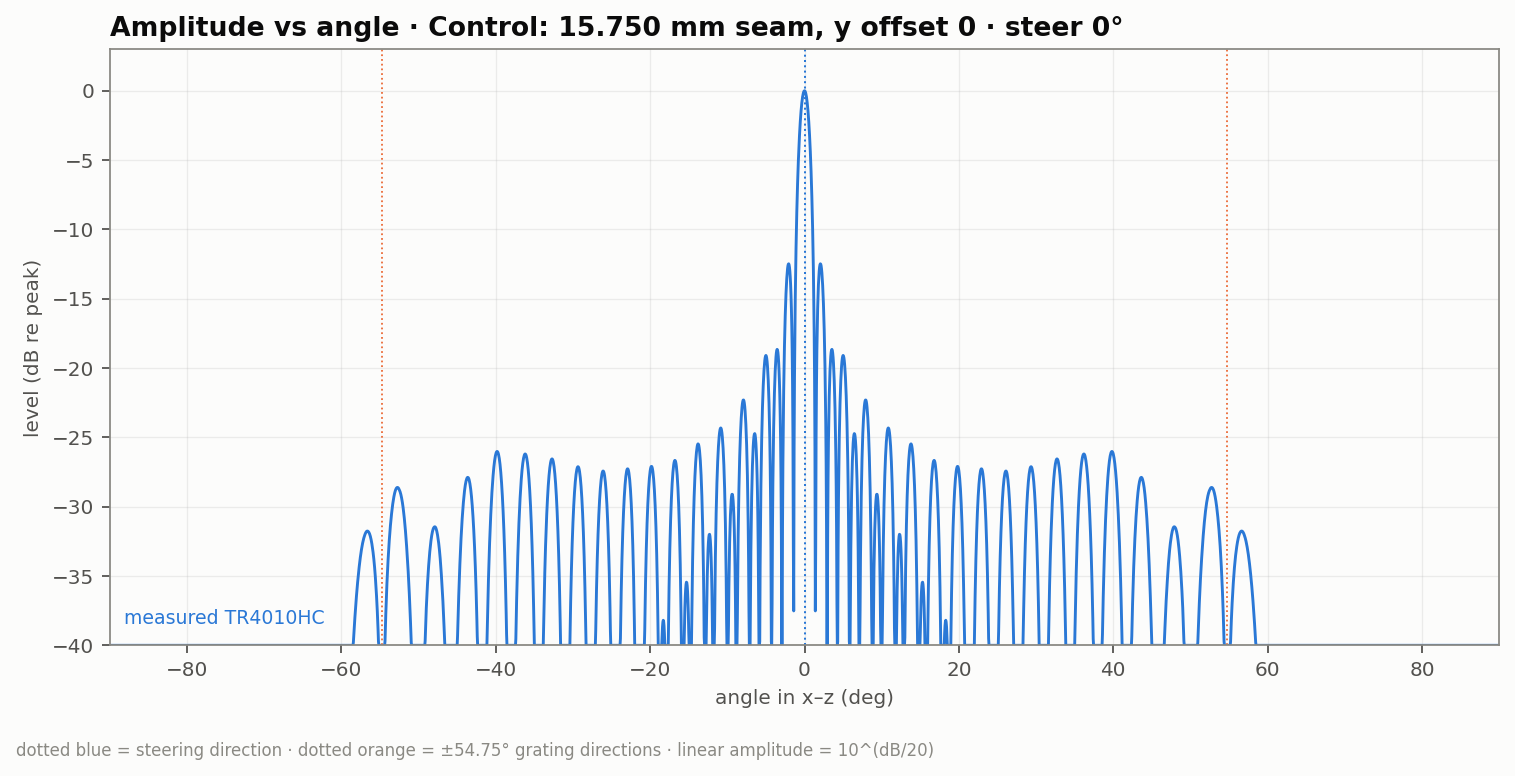 Amplitude vs angle · Control: 15.750 mm seam, y offset 0 · steer 0°
level (dB re peak)
0
−5
−10
−15
−20
−25
−30
−35
−40
measured TR4010HC
−80 −60 −40 −20 0 20 40 60 80
angle in x–z (deg)
dotted blue = steering direction · dotted orange = ±54.75° grating directions · linear amplitude = 10^(dB/20)